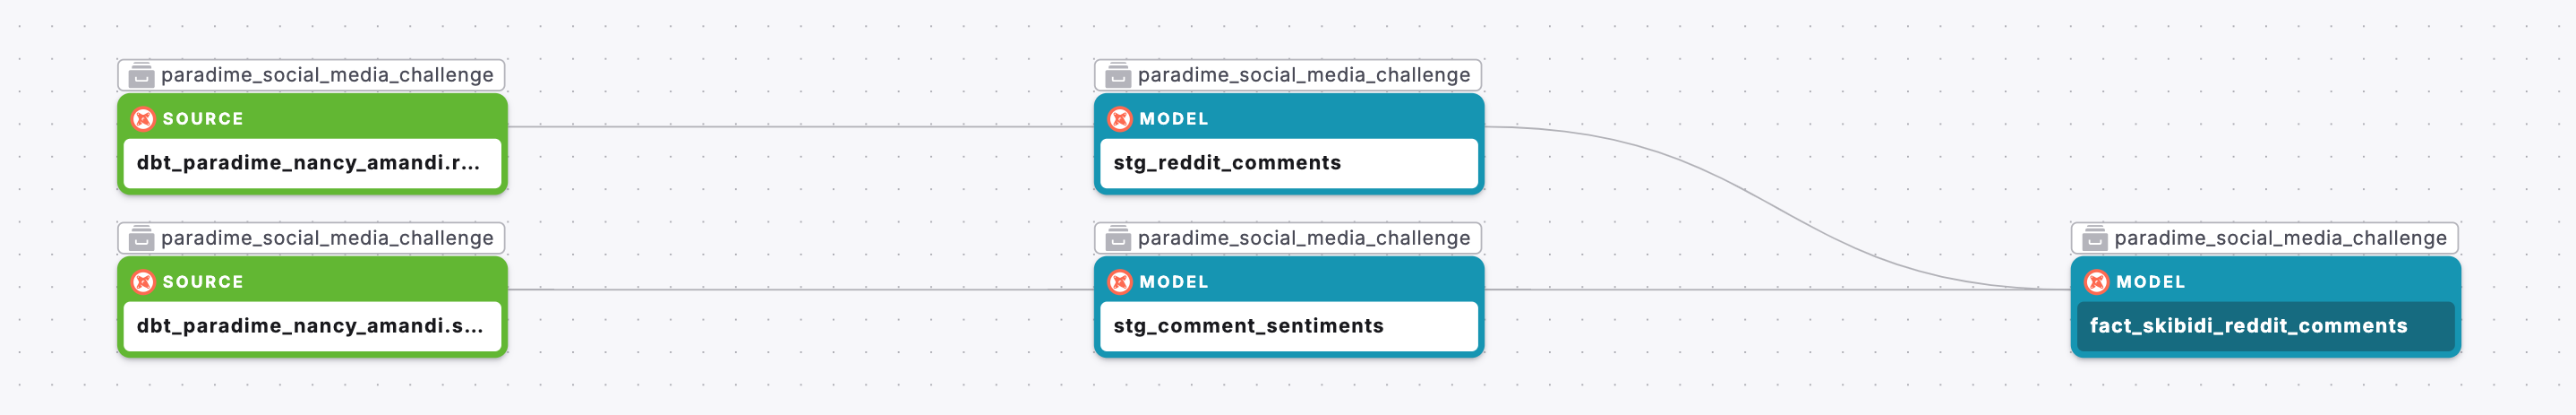 paradime_social_media_challenge
SOURCE
dbt_paradime_nancy_amandi.r...
paradime_social_media_challenge
MODEL
stg_reddit_comments
paradime_social_media_challenge
SOURCE
dbt_paradime_nancy_amandi.s...
paradime_social_media_challenge
MODEL
stg_comment_sentiments
paradime_social_media_challenge
MODEL
fact_skibidi_reddit_comments